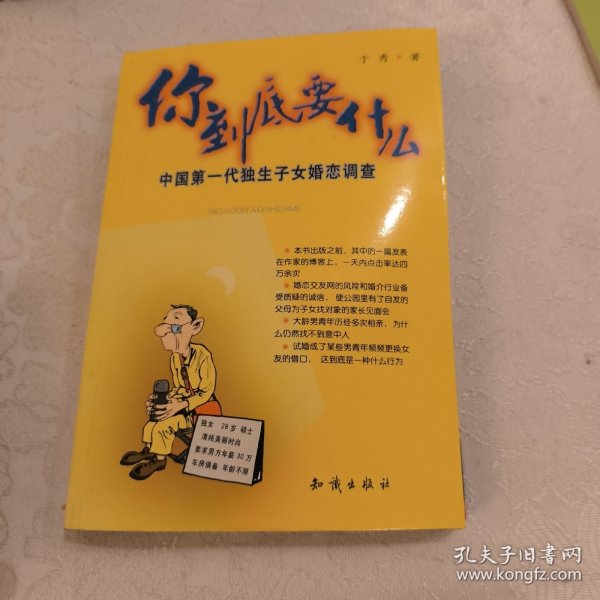 于秀 著
你到底要什么
中国第一代独生子女婚恋调查
NIDAODIYAOSHENME
* 本书出版之前,其中的一篇发表
在作家的博客上,一天内点击率达四
万余次
* 婚恋交友网的风险和婚介行业备
受质疑的诚信,使公园里有了自发的
父母为子女找对象的家长见面会
* 大龄男青年历经多次相亲,为什
么仍然找不到意中人
* 试婚成了某些男青年频频更换女
友的借口,这到底是一种什么行为
独女 28岁 硕士
清纯美丽时尚
要求男方年薪30万
车房俱备 年龄不限
知识出版社
孔夫子旧书网
www.kongfz.com